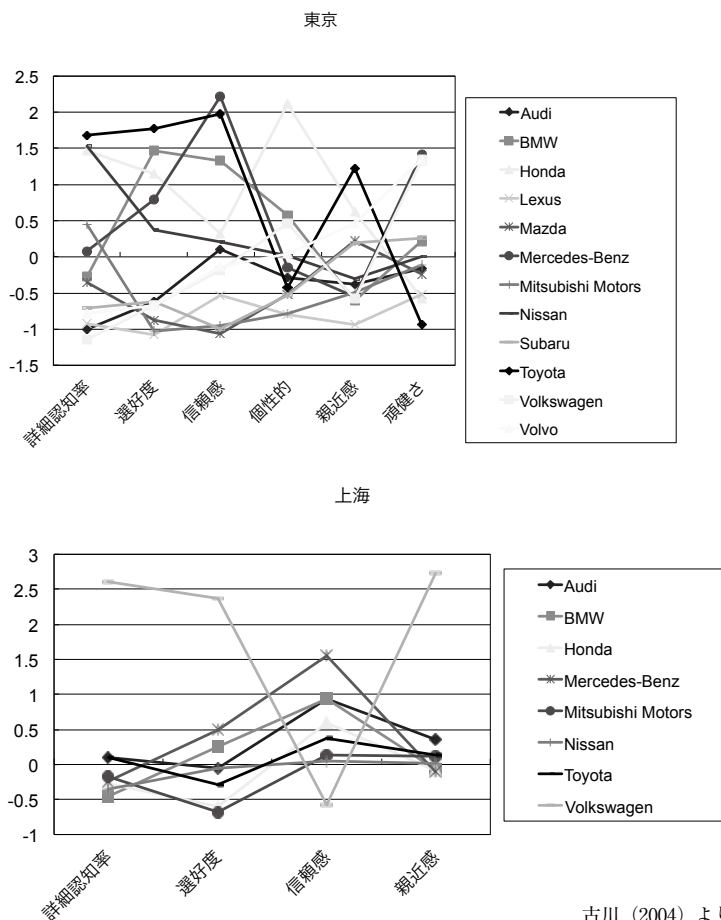 東京
2.5
2
1.5
1
0.5
0
-0.5
-1
-1.5
詳細認知率
選好度
信頼感
個性的
親近感
頑健さ
Audi
BMW
Honda
Lexus
Mazda
Mercedes-Benz
Mitsubishi Motors
Nissan
Subaru
Toyota
Volkswagen
Volvo
上海
3
2.5
2
1.5
1
0.5
0
-0.5
-1
詳細認知率
選好度
信頼感
親近感
Audi
BMW
Honda
Mercedes-Benz
Mitsubishi Motors
Nissan
Toyota
Volkswagen
古川（2004）より